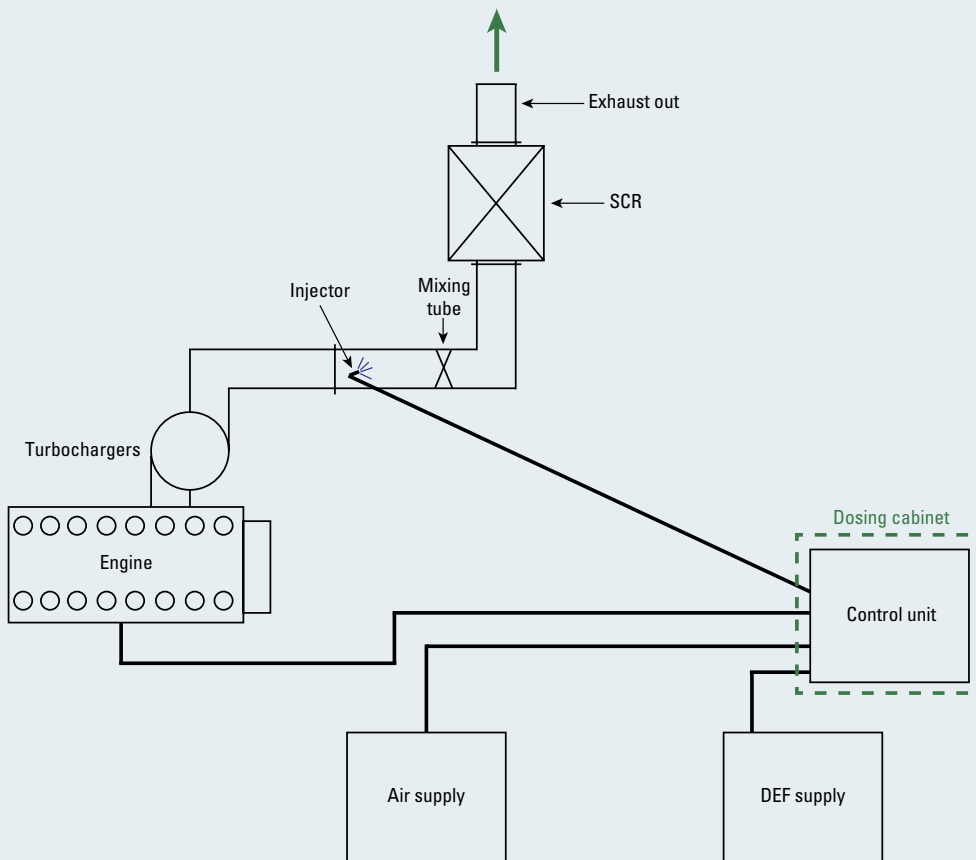 Exhaust out
SCR
Mixing
tube
Injector
Turbochargers
Engine
Dosing cabinet
Control unit
Air supply
DEF supply